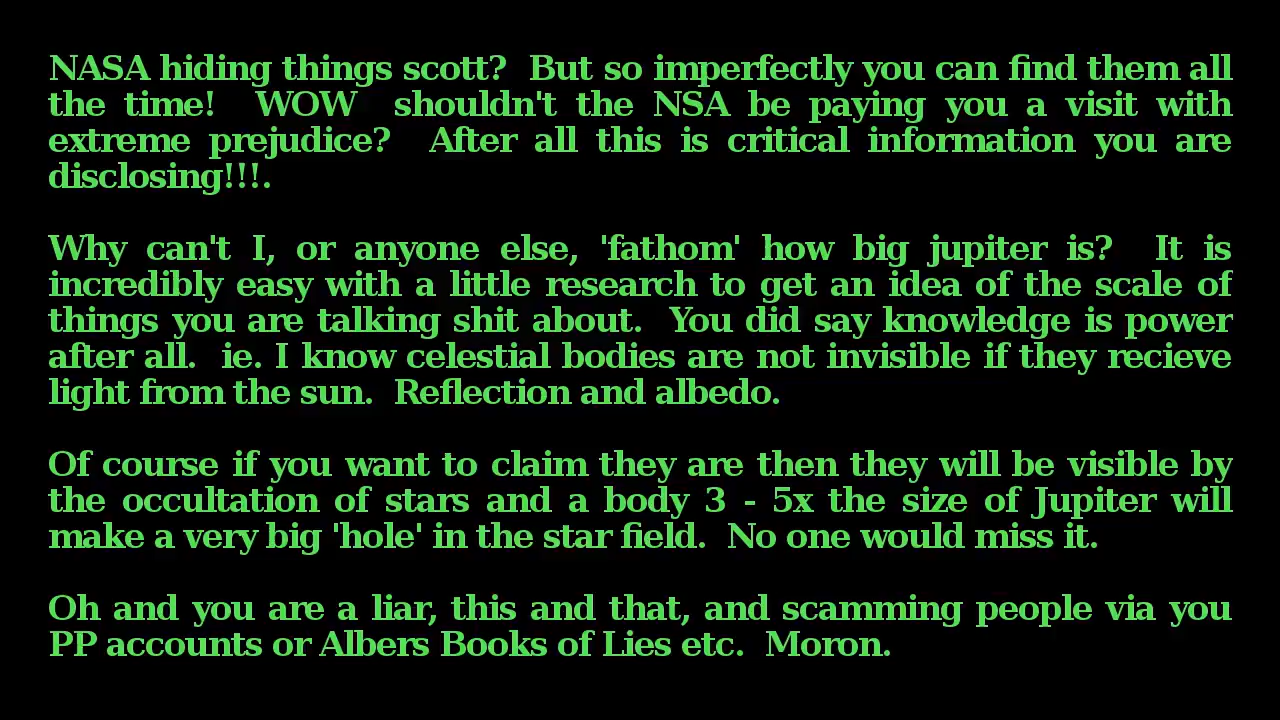 NASA hiding things scott?  But so imperfectly you can find them all
the time!  WOW  shouldn't the NSA be paying you a visit with
extreme prejudice?  After all this is critical information you are
disclosing!!!.
Why can't I, or anyone else, 'fathom' how big jupiter is?  It is
incredibly easy with a little research to get an idea of the scale of
things you are talking shit about.  You did say knowledge is power
after all.  ie. I know celestial bodies are not invisible if they recieve
light from the sun.  Reflection and albedo.
Of course if you want to claim they are then they will be visible by
the occultation of stars and a body 3 - 5x the size of Jupiter will
make a very big 'hole' in the star field.  No one would miss it.
Oh and you are a liar, this and that, and scamming people via you
PP accounts or Albers Books of Lies etc.  Moron.